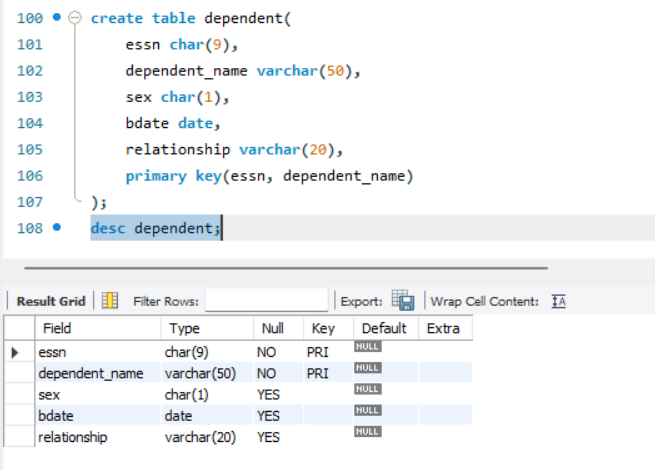 100 create table dependent(
101 essn char(9),
102 dependent_name varchar(50),
103 sex char(1),
104 bdate date,
105 relationship varchar(20),
106 primary key(essn, dependent_name)
107 );
108 desc dependent;
Result Grid Filter Rows: Export: Wrap Cell Content: IA
Field Type Null Key Default Extra
essn char(9) NO PRI NULL
dependent_name varchar(50) NO PRI NULL
sex char(1) YES NULL
bdate date YES NULL
relationship varchar(20) YES NULL